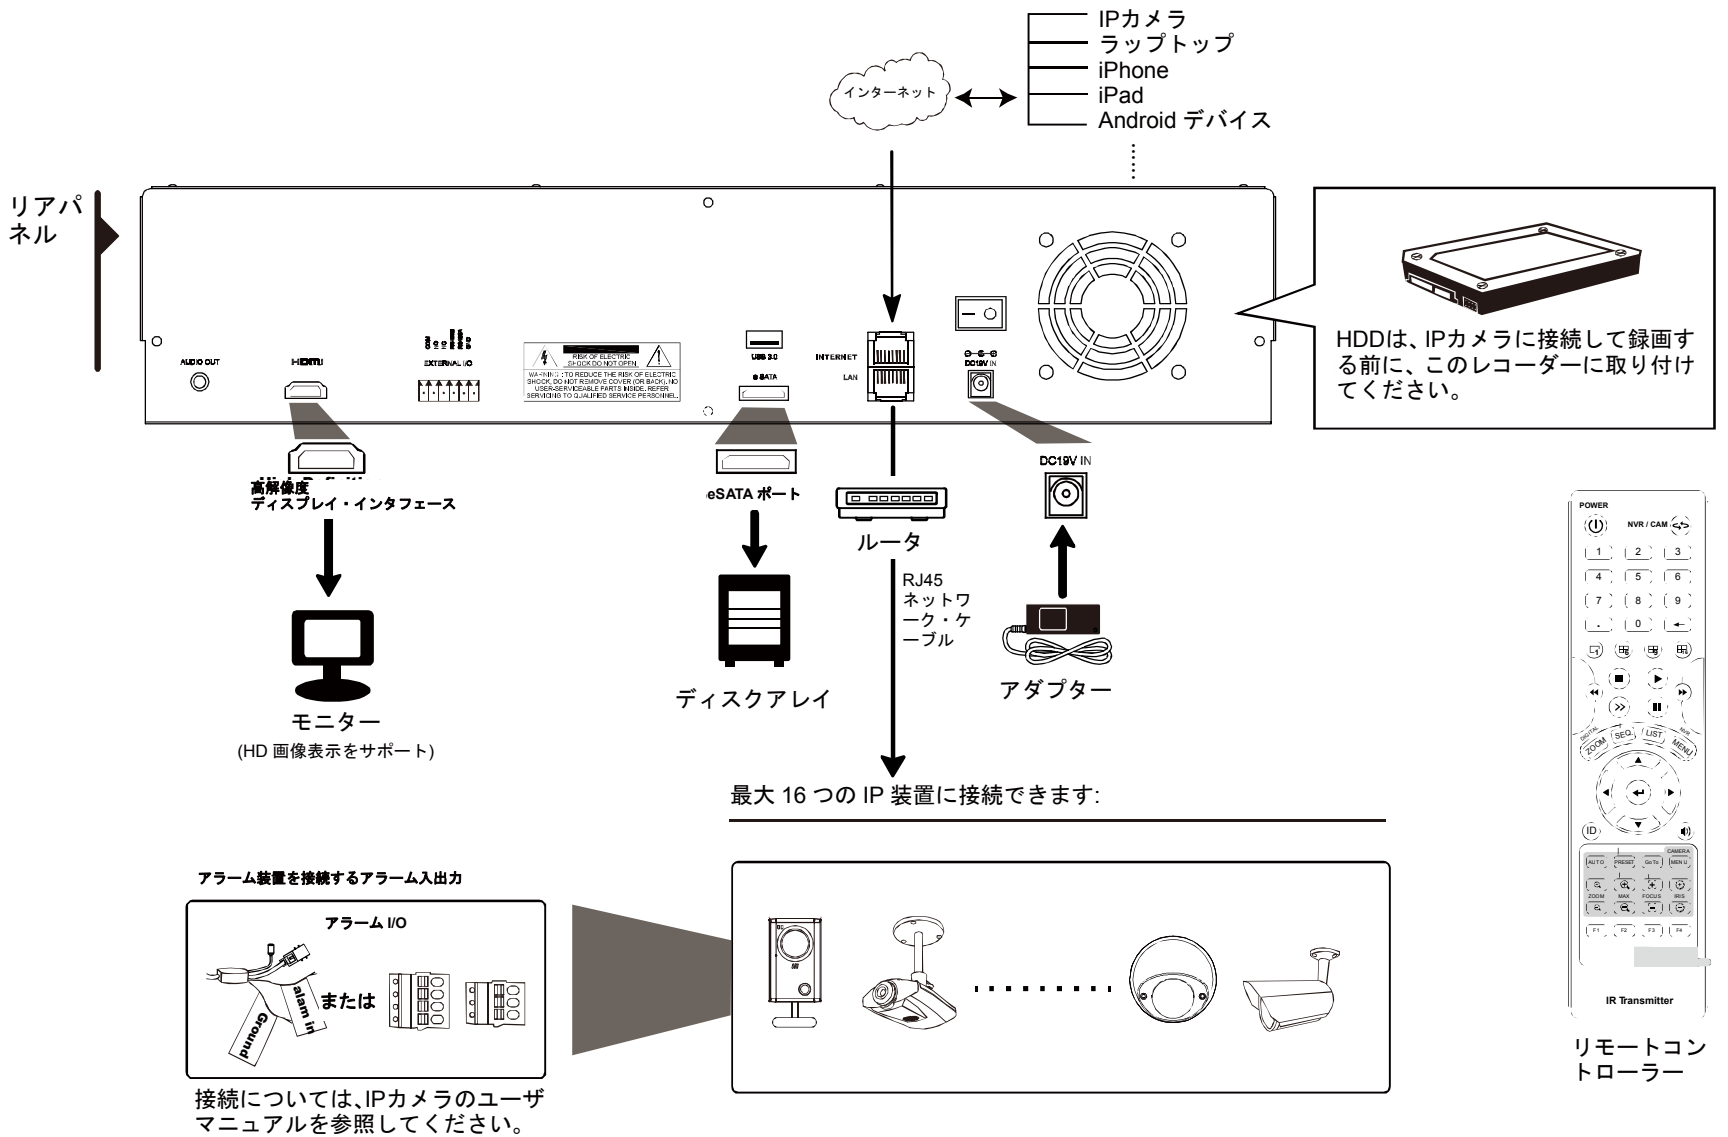 IPカメラ
ラップトップ
iPhone
iPad
Android デバイス
インターネット
リアパ
ネル
AUDIO OUT
HDMI
COM
I/O
I/O
EXTERNAL I/O
RISK OF ELECTRIC
SHOCK DO NOT OPEN
WARNING : TO REDUCE THE RISK OF ELECTRIC
SHOCK, DO NOT REMOVE COVER (OR BACK). NO
USER-SERVICEABLE PARTS INSIDE. REFER
SERVICING TO QUALIFIED SERVICE PERSONNEL.
USB 3.0
e SATA
INTERNET
LAN
DC19V IN
HDDは、IPカメラに接続して録画す
る前に、このレコーダーに取り付け
てください。
高解像度
ディスプレイ・インタフェース
モニター
(HD 画像表示をサポート)
eSATA ポート
ディスクアレイ
ルータ
RJ45
ネットワ
ーク・ケ
ーブル
DC19V IN
アダプター
最大 16 つの IP 装置に接続できます:
アラーム装置を接続するアラーム入出力
アラーム I/O
alam in
Ground
または
接続については、IPカメラのユーザ
マニュアルを参照してください。
POWER
NVR / CAM
1 2 3
4 5 6
7 8 9
. 0
DIGITAL
NVR
ZOOM SEQ LIST MENU
ID
CAMERA
AUTO PRESET GoTo MENU
ZOOM MAX FOCUS IRIS
F1 F2 F3 F4
IR Transmitter
リモートコン
トローラー